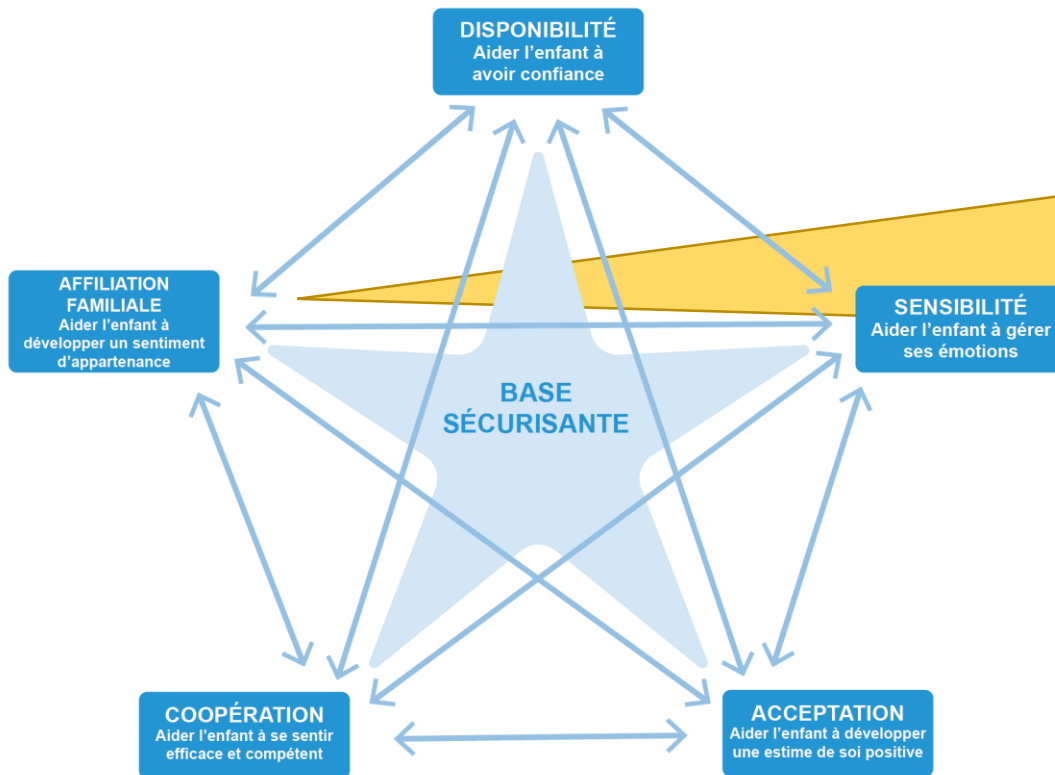 DISPONIBILITÉ
Aider l'enfant à
avoir confiance
AFFILIATION
FAMILIALE
Aider l'enfant à
développer un sentiment
d'appartenance
SENSIBILITÉ
Aider l'enfant à gérer
ses émotions
BASE
SÉCURISANTE
COOPÉRATION
Aider l'enfant à se sentir
efficace et compétent
ACCEPTATION
Aider l'enfant à développer
une estime de soi positive